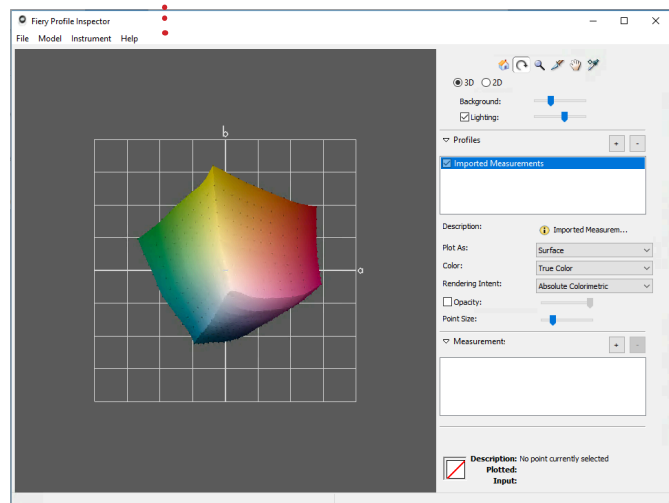 Fiery Profile Inspector
File Model Instrument Help
3D 2D
Background:
Lighting:
Profiles
+ -
Imported Measurements
Description: Imported Measurem...
Plot As: Surface
Color: True Color
Rendering Intent: Absolute Colorimetric
Opacity:
Point Size:
Measurement:
+ -
b
a
Description: No point currently selected
Plotted:
Input: